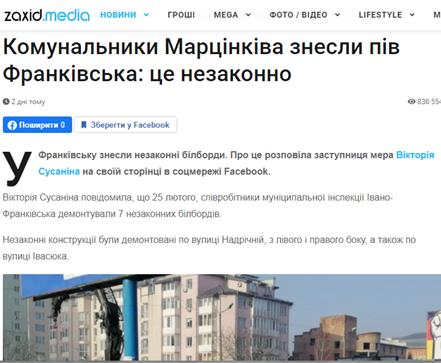 zaxid.media НОВИНИ ГРОШІ MEGA ФОТО / ВІДЕО LIFESTYLE
Комунальники Марцінківа знесли пів
Франківська: це незаконно
2 дні тому 836 554
Поширити 0 Зберегти у Facebook
У Франківську знесли незаконні білборди. Про це розповіла заступниця мера Вікторія
Сусаніна на своїй сторінці в соцмережі Facebook.
Вікторія Сусаніна повідомила, що 25 лютого, співробітники муніципальної інспекції Івано-
Франківська демонтували 7 незаконних білбордів.
Незаконні конструкції були демонтовані по вулиці Надрічній, з лівого і правого боку, а також по
вулиці Івасюка.